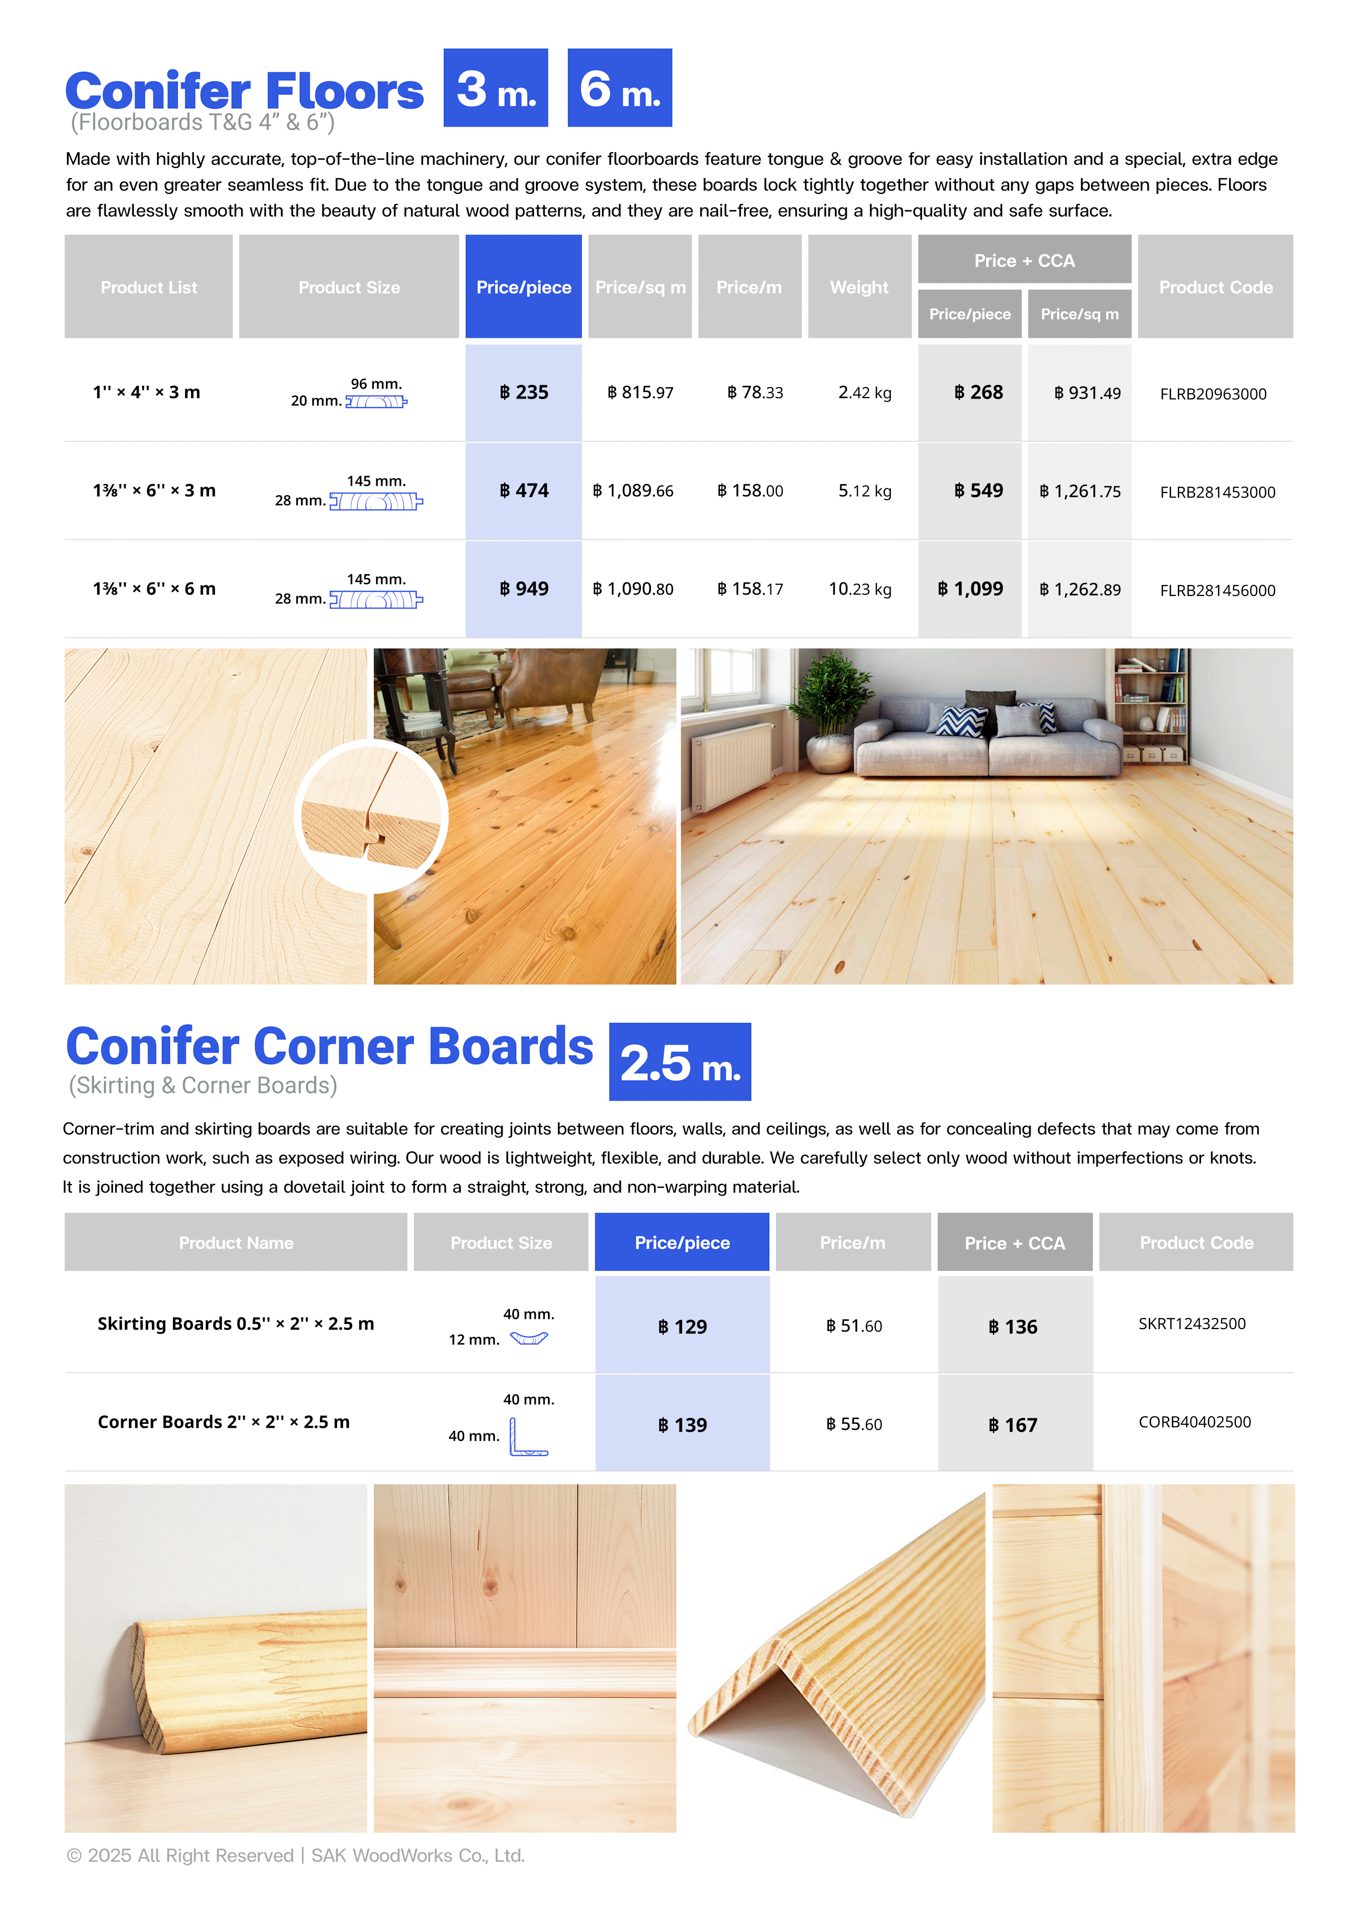 Conifer Floors 3 m. 6 m.
(Floorboards T&G 4” & 6”)
Made with highly accurate, top-of-the-line machinery, our conifer floorboards feature tongue & groove for easy installation and a special, extra edge
for an even greater seamless fit. Due to the tongue and groove system, these boards lock tightly together without any gaps between pieces. Floors
are flawlessly smooth with the beauty of natural wood patterns, and they are nail-free, ensuring a high-quality and safe surface.
Price + CCA
Product List Product Size Price/piece Price/sq m Price/m Weight Price/piece Price/sq m Product Code
96 mm.
1'' × 4'' × 3 m 20 mm. ฿ 235 ฿ 815.97 ฿ 78.33 2.42 kg ฿ 268 ฿ 931.49 FLRB20963000
145 mm.
1⅜'' × 6'' × 3 m 28 mm. ฿ 474 ฿ 1,089.66 ฿ 158.00 5.12 kg ฿ 549 ฿ 1,261.75 FLRB281453000
145 mm.
1⅜'' × 6'' × 6 m 28 mm. ฿ 949 ฿ 1,090.80 ฿ 158.17 10.23 kg ฿ 1,099 ฿ 1,262.89 FLRB281456000
Conifer Corner Boards 2.5 m.
(Skirting & Corner Boards)
Corner-trim and skirting boards are suitable for creating joints between floors, walls, and ceilings, as well as for concealing defects that may come from
construction work, such as exposed wiring. Our wood is lightweight, flexible, and durable. We carefully select only wood without imperfections or knots.
It is joined together using a dovetail joint to form a straight, strong, and non-warping material.
Product Name Product Size Price/piece Price/m Price + CCA Product Code
40 mm.
Skirting Boards 0.5'' × 2'' × 2.5 m 12 mm. ฿ 129 ฿ 51.60 ฿ 136 SKRT12432500
40 mm.
Corner Boards 2'' × 2'' × 2.5 m 40 mm. ฿ 139 ฿ 55.60 ฿ 167 CORB40402500
© 2025 All Right Reserved | SAK WoodWorks Co., Ltd.